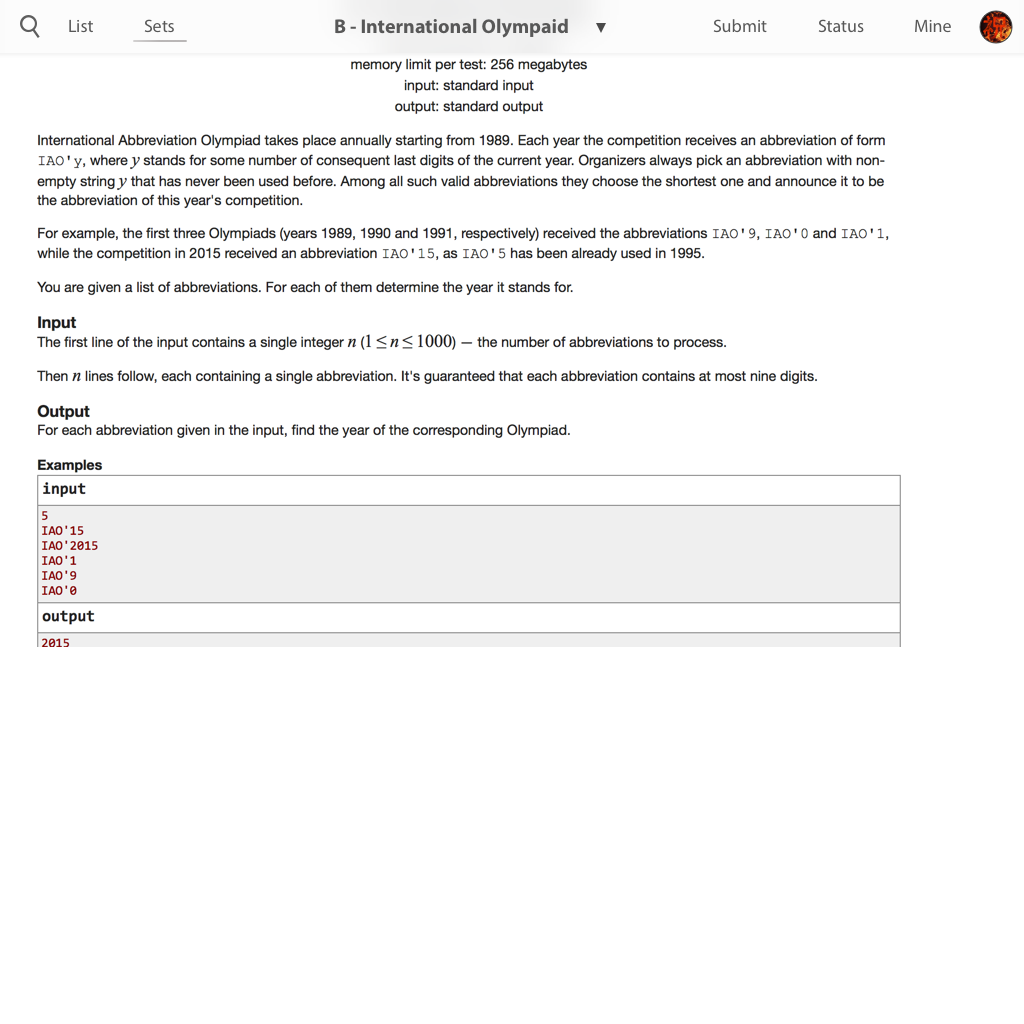 List Sets B - International Olympaid ▼ Submit Status Mine
memory limit per test: 256 megabytes
input: standard input
output: standard output
International Abbreviation Olympiad takes place annually starting from 1989. Each year the competition receives an abbreviation of form
IAO'y, where y stands for some number of consequent last digits of the current year. Organizers always pick an abbreviation with non-
empty string y that has never been used before. Among all such valid abbreviations they choose the shortest one and announce it to be
the abbreviation of this year's competition.
For example, the first three Olympiads (years 1989, 1990 and 1991, respectively) received the abbreviations IAO'9, IAO'0 and IAO'1,
while the competition in 2015 received an abbreviation IAO'15, as IAO'5 has been already used in 1995.
You are given a list of abbreviations. For each of them determine the year it stands for.
Input
The first line of the input contains a single integer n (1 ≤ n ≤ 1000) — the number of abbreviations to process.
Then n lines follow, each containing a single abbreviation. It's guaranteed that each abbreviation contains at most nine digits.
Output
For each abbreviation given in the input, find the year of the corresponding Olympiad.
Examples
input
5
IAO'15
IAO'2015
IAO'1
IAO'9
IAO'0
output
2015